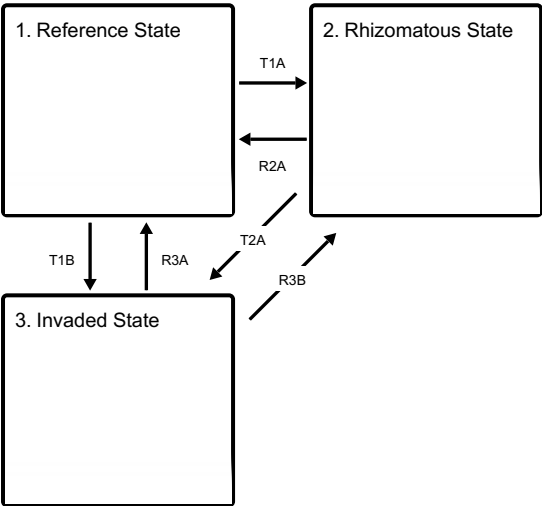 1. Reference State
2. Rhizomatous State
T1A
R2A
T1B
R3A
T2A
R3B
3. Invaded State